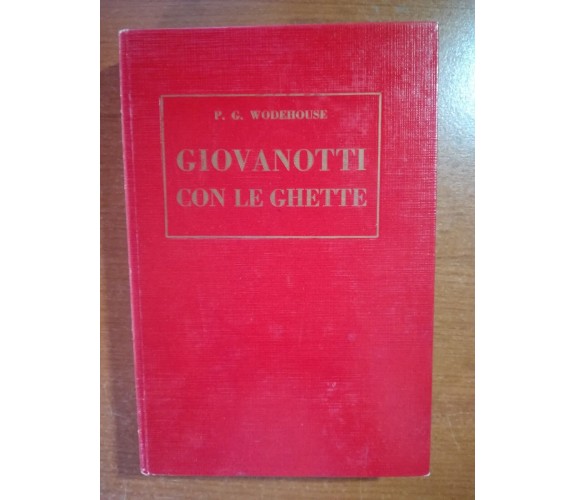 P. G. WODEHOUSE
GIOVANOTTI
CON LE GHETTE